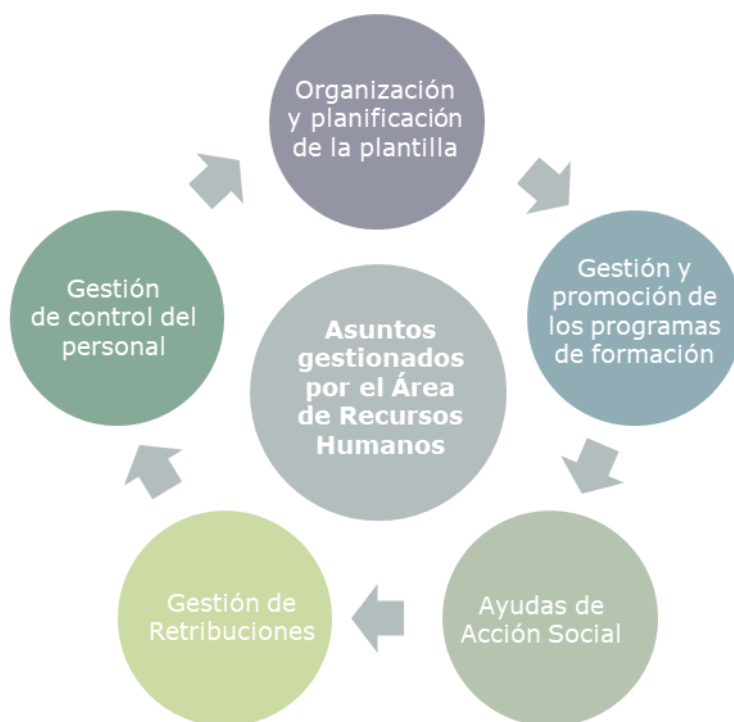 Organización
y planificación
de la plantilla
Gestión y
promoción de
los programas
de formación
Ayudas de
Acción Social
Gestión de
Retribuciones
Gestión
de control del
personal
Asuntos
gestionados
por el Área
de Recursos
Humanos